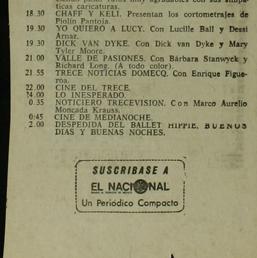 ticas caricaturas.
18.30 CHAFF Y KELI. Presentan los cortometrajes de
Piolín Pantoja.
19.30 YO QUIERO A LUCY. Con Lucille Ball y Dessi
Arnaz.
19.30 DICK VAN DYKE. Con Dick van Dyke y Mary
Tyler Moore.
21.00 VALLE DE PASIONES. Con Bárbara Stanwyck y
Richard Long. (A todo color).
21.55 TRECE NOTICIAS DOMECQ. Con Enrique Figue-
roa.
22.00 CINE DEL TRECE.
24.00 LO INESPERADO.
0.35 NOTICIERO TRECEVISION. Con Marco Aurelio
Moncada Krauss.
0:45 CINE DE MEDIANOCHE.
2.00 DESPEDIDA DEL BALLET HIPPIE, BUENOS
DIAS Y BUENAS NOCHES.
SUSCRIBASE A
EL NACIONAL
Un Periódico Compacto